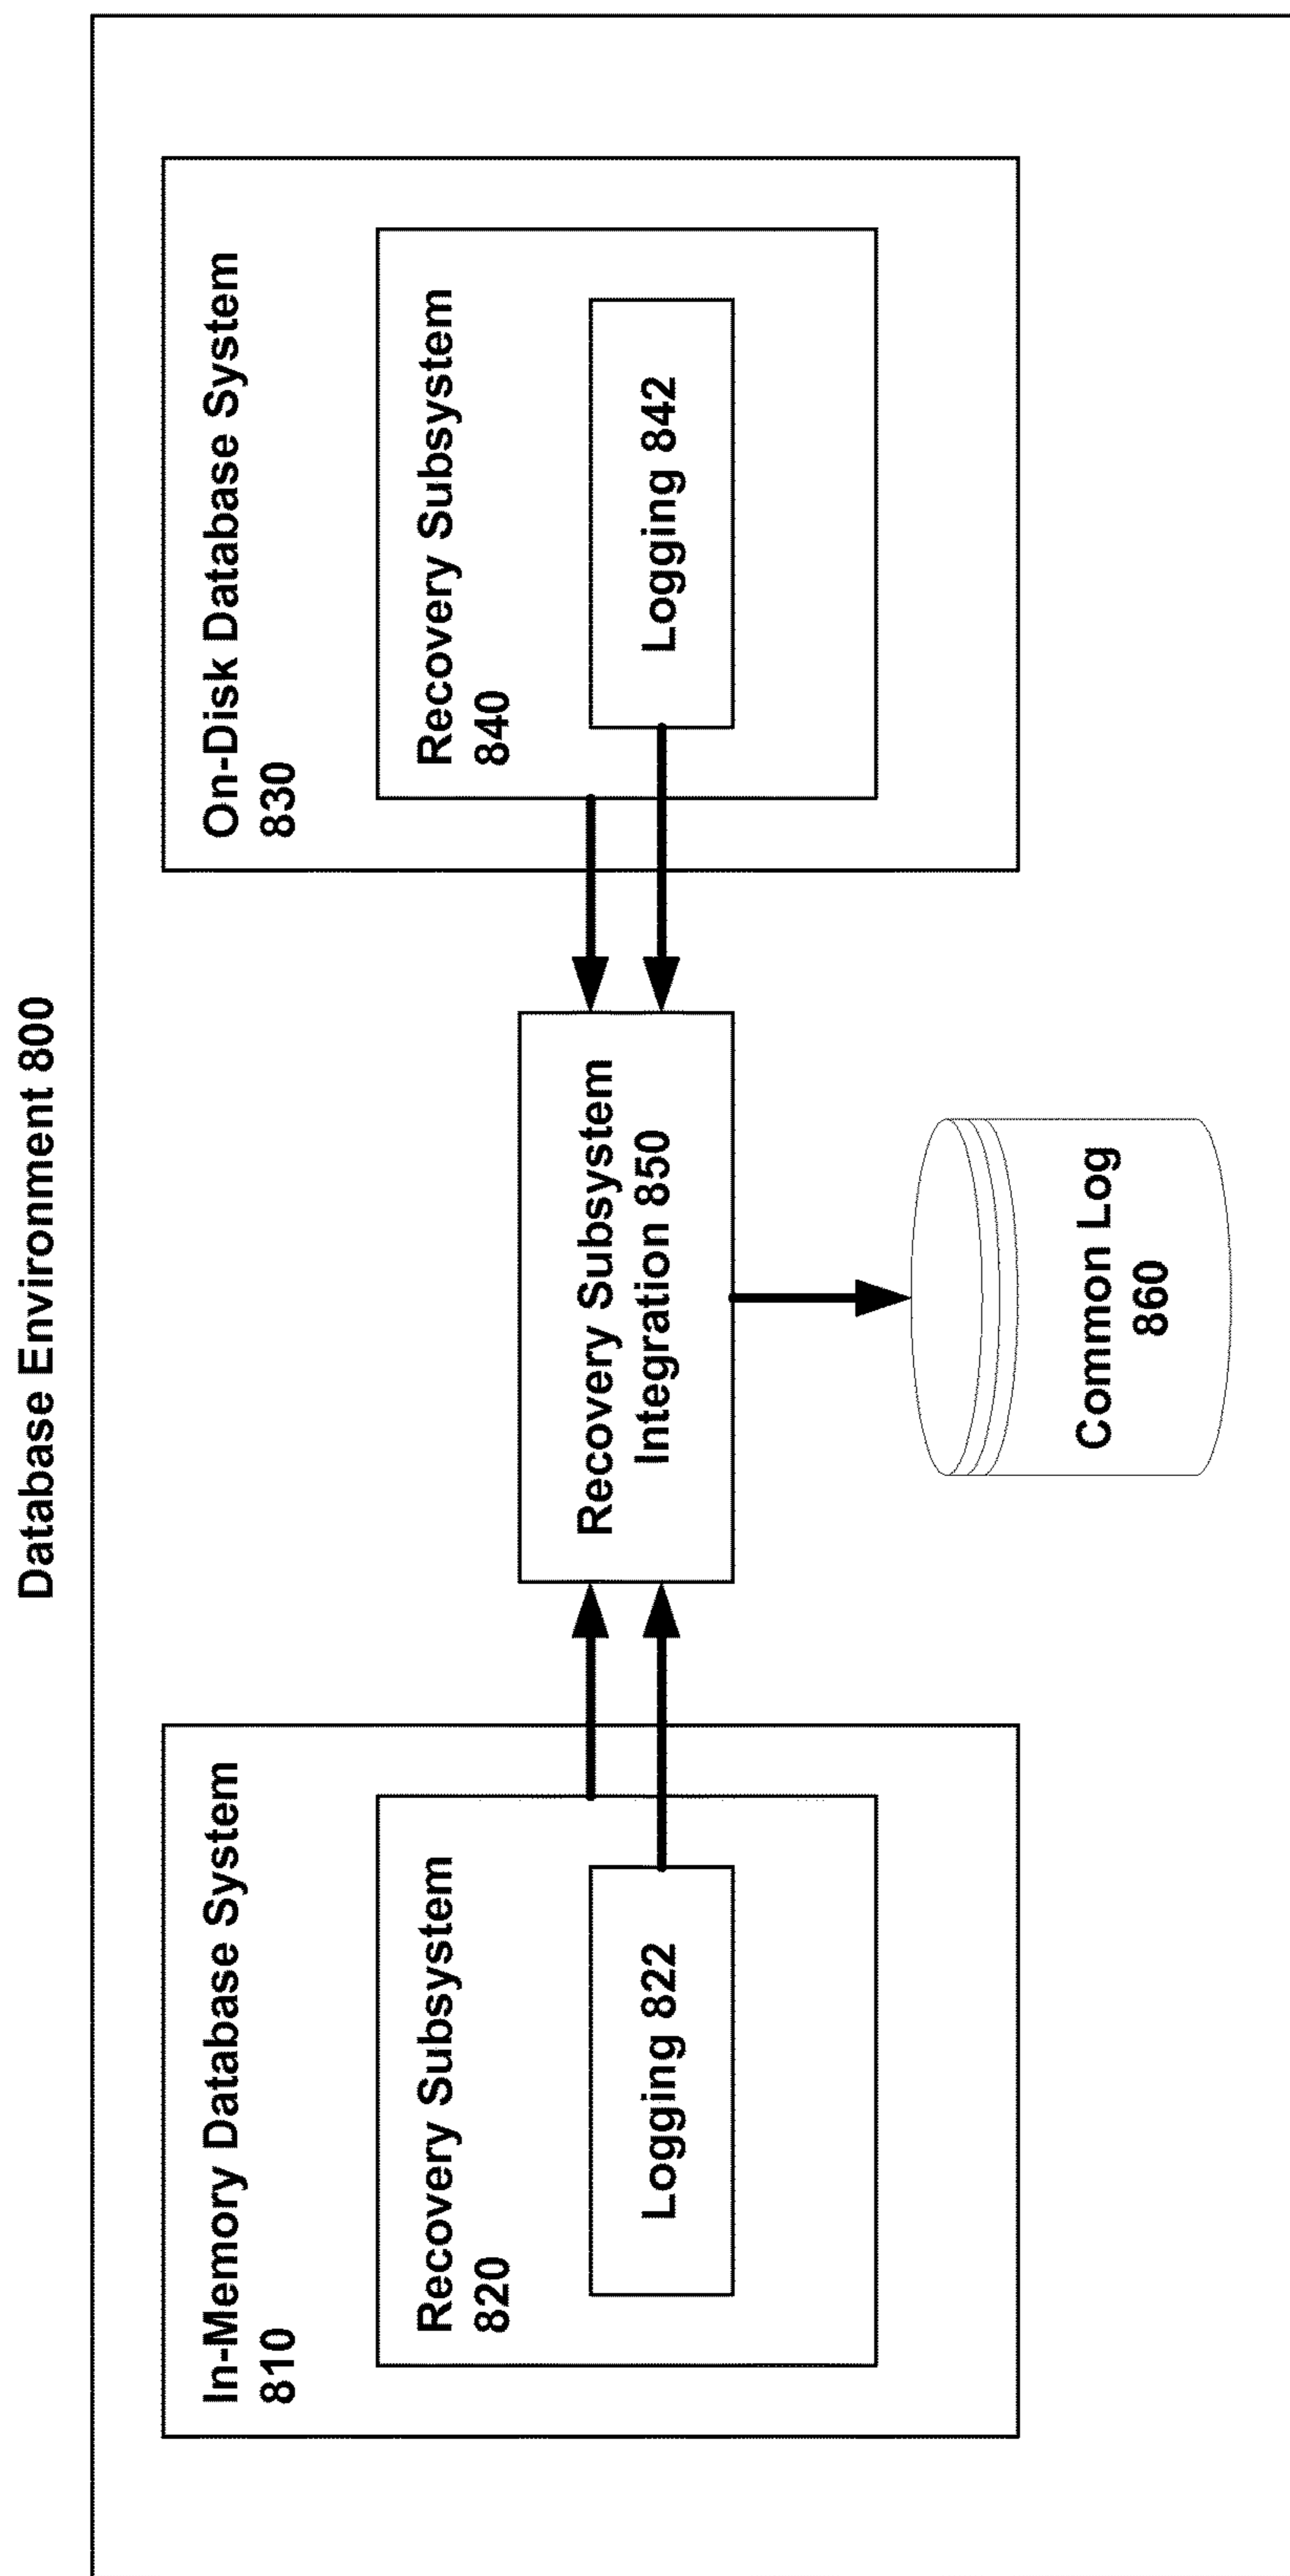 Database Environment 800
In-Memory Database System
810
Recovery Subsystem
820
Logging 822
Recovery Subsystem
Integration 850
Common Log
860
On-Disk Database System
830
Recovery Subsystem
840
Logging 842